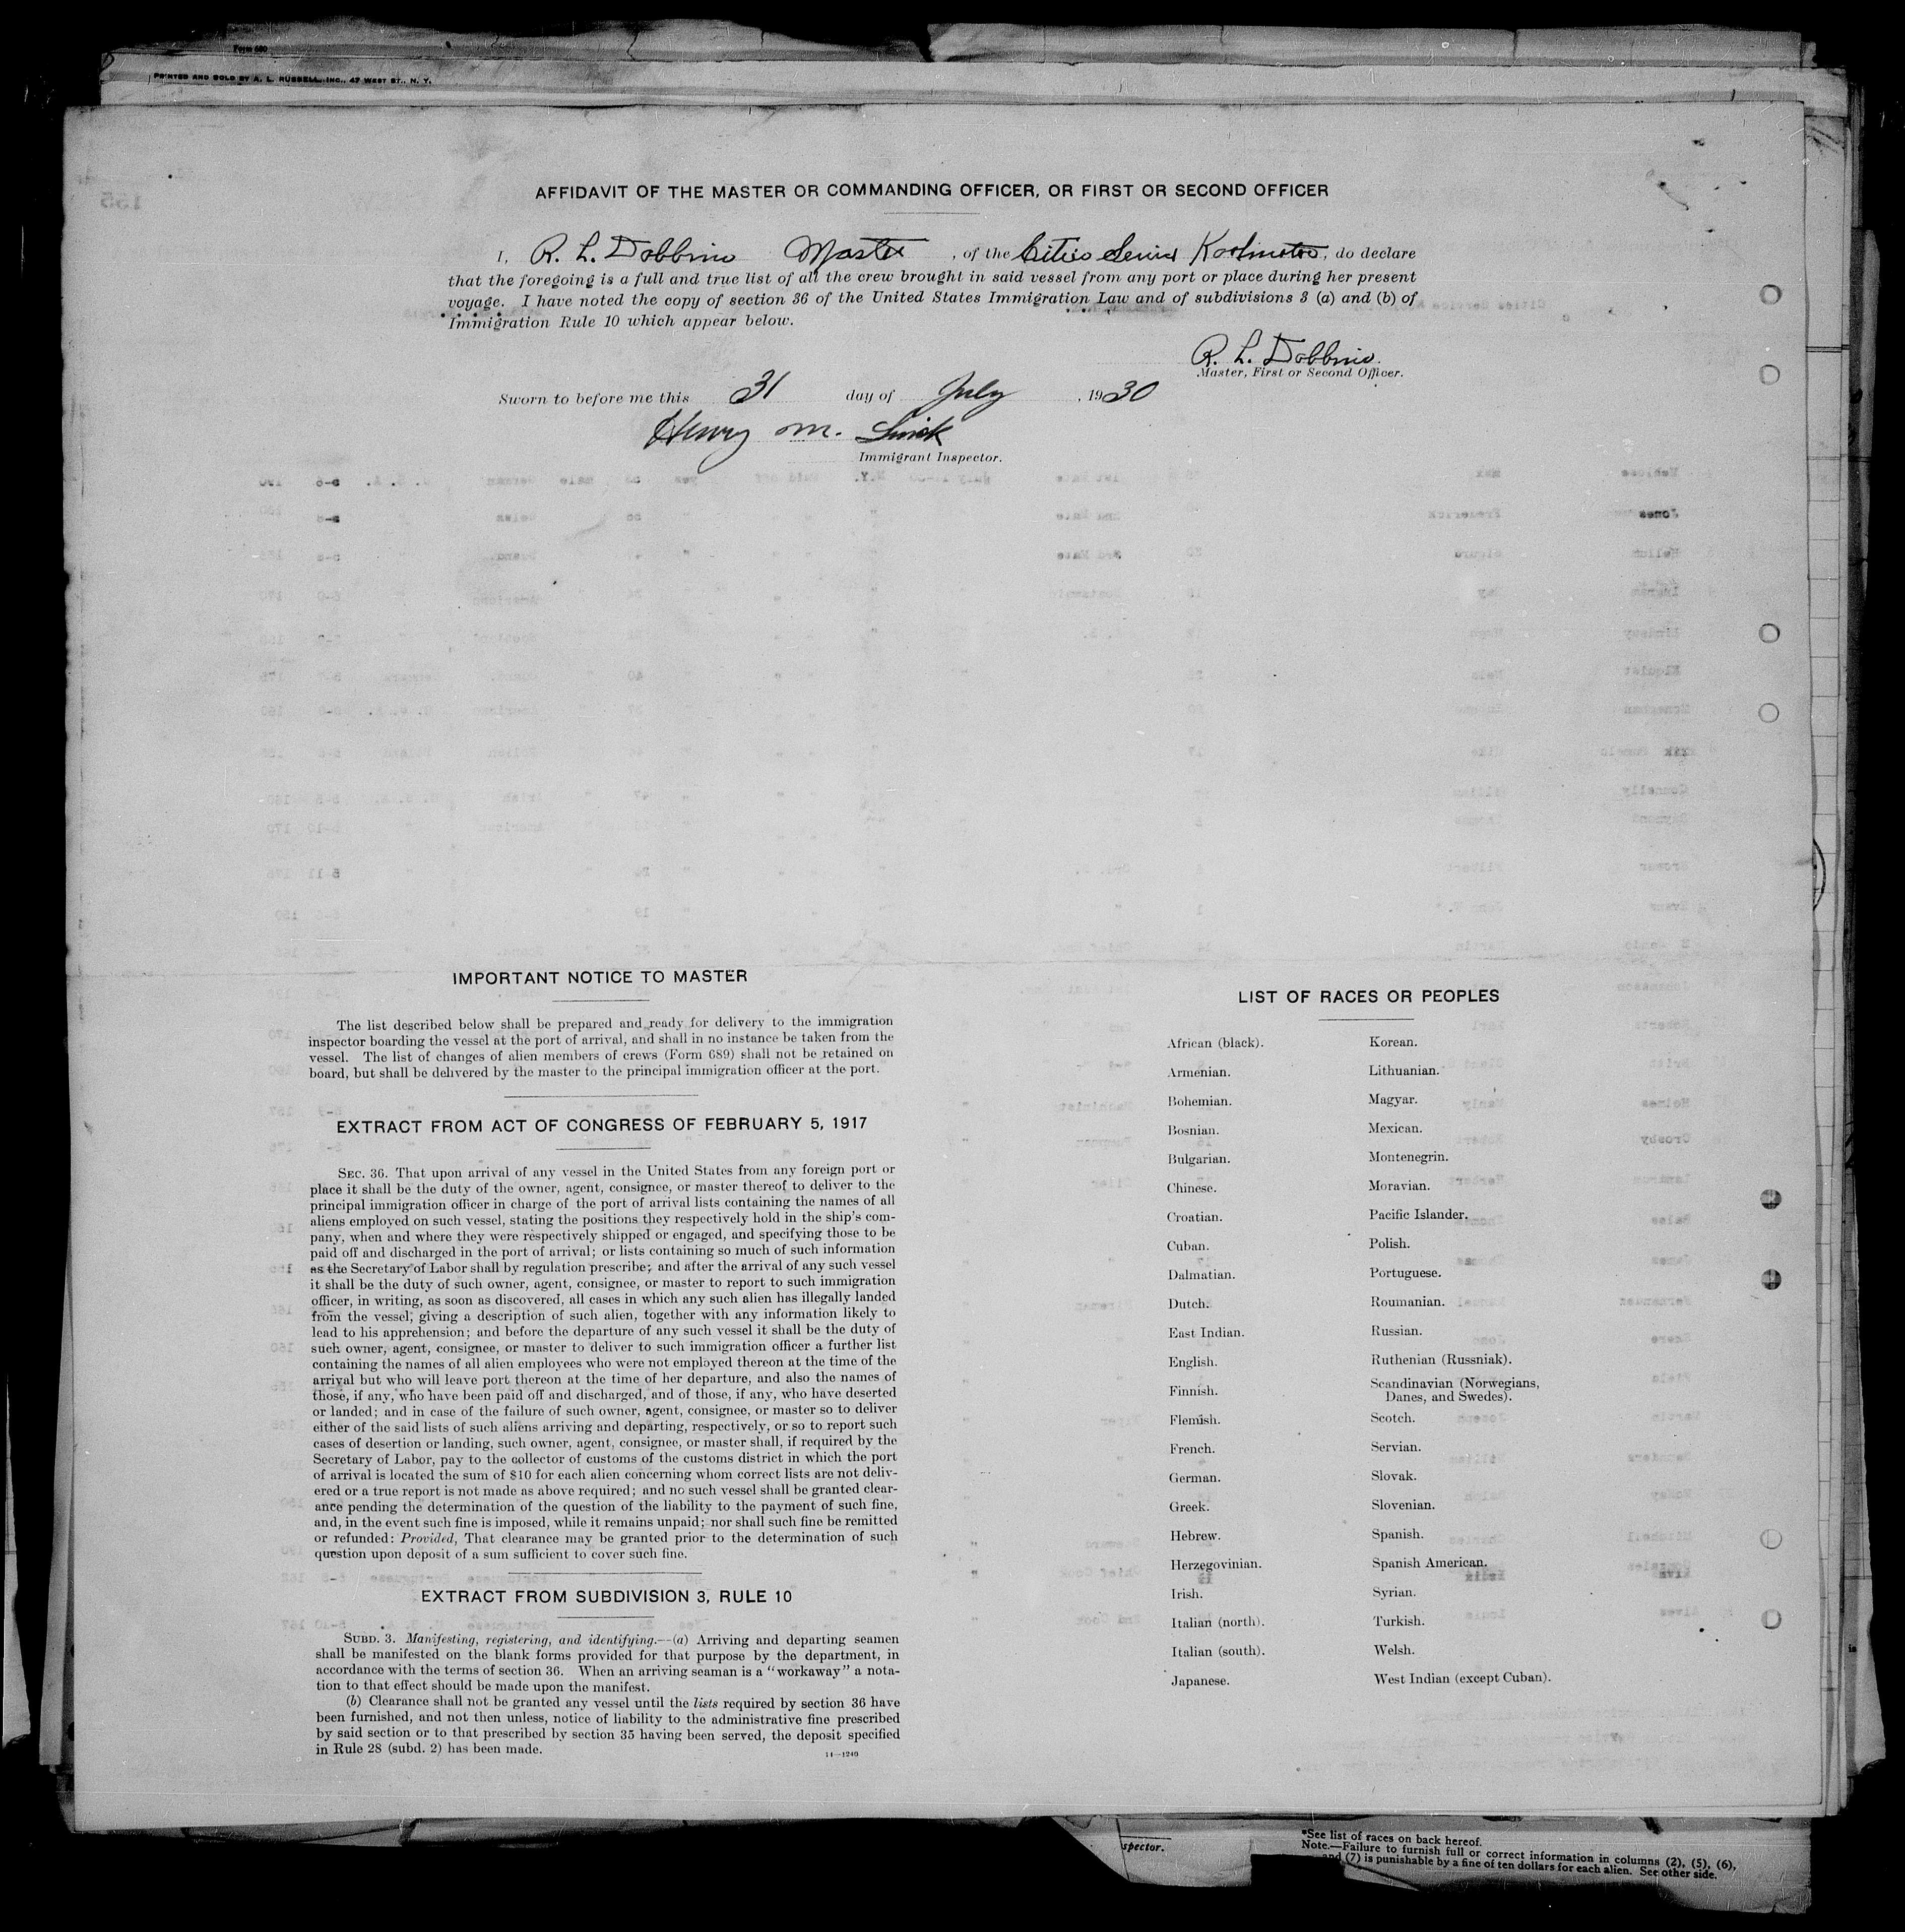 Form 680
PRINTED AND SOLD BY A. L. RUSSELL, INC., 47 WEST ST., N. Y.
155
AFFIDAVIT OF THE MASTER OR COMMANDING OFFICER, OR FIRST OR SECOND OFFICER
I, R. L. Dobbins Master , of the Cities Service , do declare
that the foregoing is a full and true list of all the crew brought in said vessel from any port or place during her present
voyage. I have noted the copy of section 36 of the United States Immigration Law and of subdivisions 3 (a) and (b) of
Immigration Rule 10 which appear below.
R. L. Dobbins.
Master, First or Second Officer.
Sworn to before me this 31 day of July , 1930
Henry M.
Immigrant Inspector.
IMPORTANT NOTICE TO MASTER
The list described below shall be prepared and ready for delivery to the immigration
inspector boarding the vessel at the port of arrival, and shall in no instance be taken from the
vessel. The list of changes of alien members of crews (Form 689) shall not be retained on
board, but shall be delivered by the master to the principal immigration officer at the port.
EXTRACT FROM ACT OF CONGRESS OF FEBRUARY 5, 1917
SEC. 36. That upon arrival of any vessel in the United States from any foreign port or
place it shall be the duty of the owner, agent, consignee, or master thereof to deliver to the
principal immigration officer in charge of the port of arrival lists containing the names of all
aliens employed on such vessel, stating the positions they respectively hold in the ship's com-
pany, when and where they were respectively shipped or engaged, and specifying those to be
paid off and discharged in the port of arrival; or lists containing so much of such information
as the Secretary of Labor shall by regulation prescribe; and after the arrival of any such vessel
it shall be the duty of such owner, agent, consignee, or master to report to such immigration
officer, in writing, as soon as discovered, all cases in which any such alien has illegally landed
from the vessel, giving a description of such alien, together with any information likely to
lead to his apprehension; and before the departure of any such vessel it shall be the duty of
such owner, agent, consignee, or master to deliver to such immigration officer a further list
containing the names of all alien employees who were not employed thereon at the time of the
arrival but who will leave port thereon at the time of her departure, and also the names of
those, if any, who have been paid off and discharged, and of those, if any, who have deserted
or landed; and in case of the failure of such owner, agent, consignee, or master so to deliver
either of the said lists of such aliens arriving and departing, respectively, or so to report such
cases of desertion or landing, such owner, agent, consignee, or master shall, if required by the
Secretary of Labor, pay to the collector of customs of the customs district in which the port
of arrival is located the sum of $10 for each alien concerning whom correct lists are not deliv-
ered or a true report is not made as above required; and no such vessel shall be granted clear-
ance pending the determination of the question of the liability to the payment of such fine,
and, in the event such fine is imposed, while it remains unpaid; nor shall such fine be remitted
or refunded: Provided, That clearance may be granted prior to the determination of such
question upon deposit of a sum sufficient to cover such fine.
EXTRACT FROM SUBDIVISION 3, RULE 10
SUBD. 3. Manifesting, registering, and identifying.—(a) Arriving and departing seamen
shall be manifested on the blank forms provided for that purpose by the department, in
accordance with the terms of section 36. When an arriving seaman is a "workaway" a nota-
tion to that effect should be made upon the manifest.
(b) Clearance shall not be granted any vessel until the lists required by section 36 have
been furnished, and not then unless, notice of liability to the administrative fine prescribed
by said section or to that prescribed by section 35 having been served, the deposit specified
in Rule 28 (subd. 2) has been made.
14—1240
LIST OF RACES OR PEOPLES
African (black).
Armenian.
Bohemian.
Bosnian.
Bulgarian.
Chinese.
Croatian.
Cuban.
Dalmatian.
Dutch.
East Indian.
English.
Finnish.
Flemish.
French.
German.
Greek.
Hebrew.
Herzegovinian.
Irish.
Italian (north).
Italian (south).
Japanese.
Korean.
Lithuanian.
Magyar.
Mexican.
Montenegrin.
Moravian.
Pacific Islander.
Polish.
Portuguese.
Roumanian.
Russian.
Ruthenian (Russniak).
Scandinavian (Norwegians,
Danes, and Swedes).
Scotch.
Servian.
Slovak.
Slovenian.
Spanish.
Spanish American.
Syrian.
Turkish.
Welsh.
West Indian (except Cuban).
spector.
*See list of races on back hereof.
Note.—Failure to furnish full or correct information in columns (2), (5), (6),
and (7) is punishable by a fine of ten dollars for each alien. See other side.